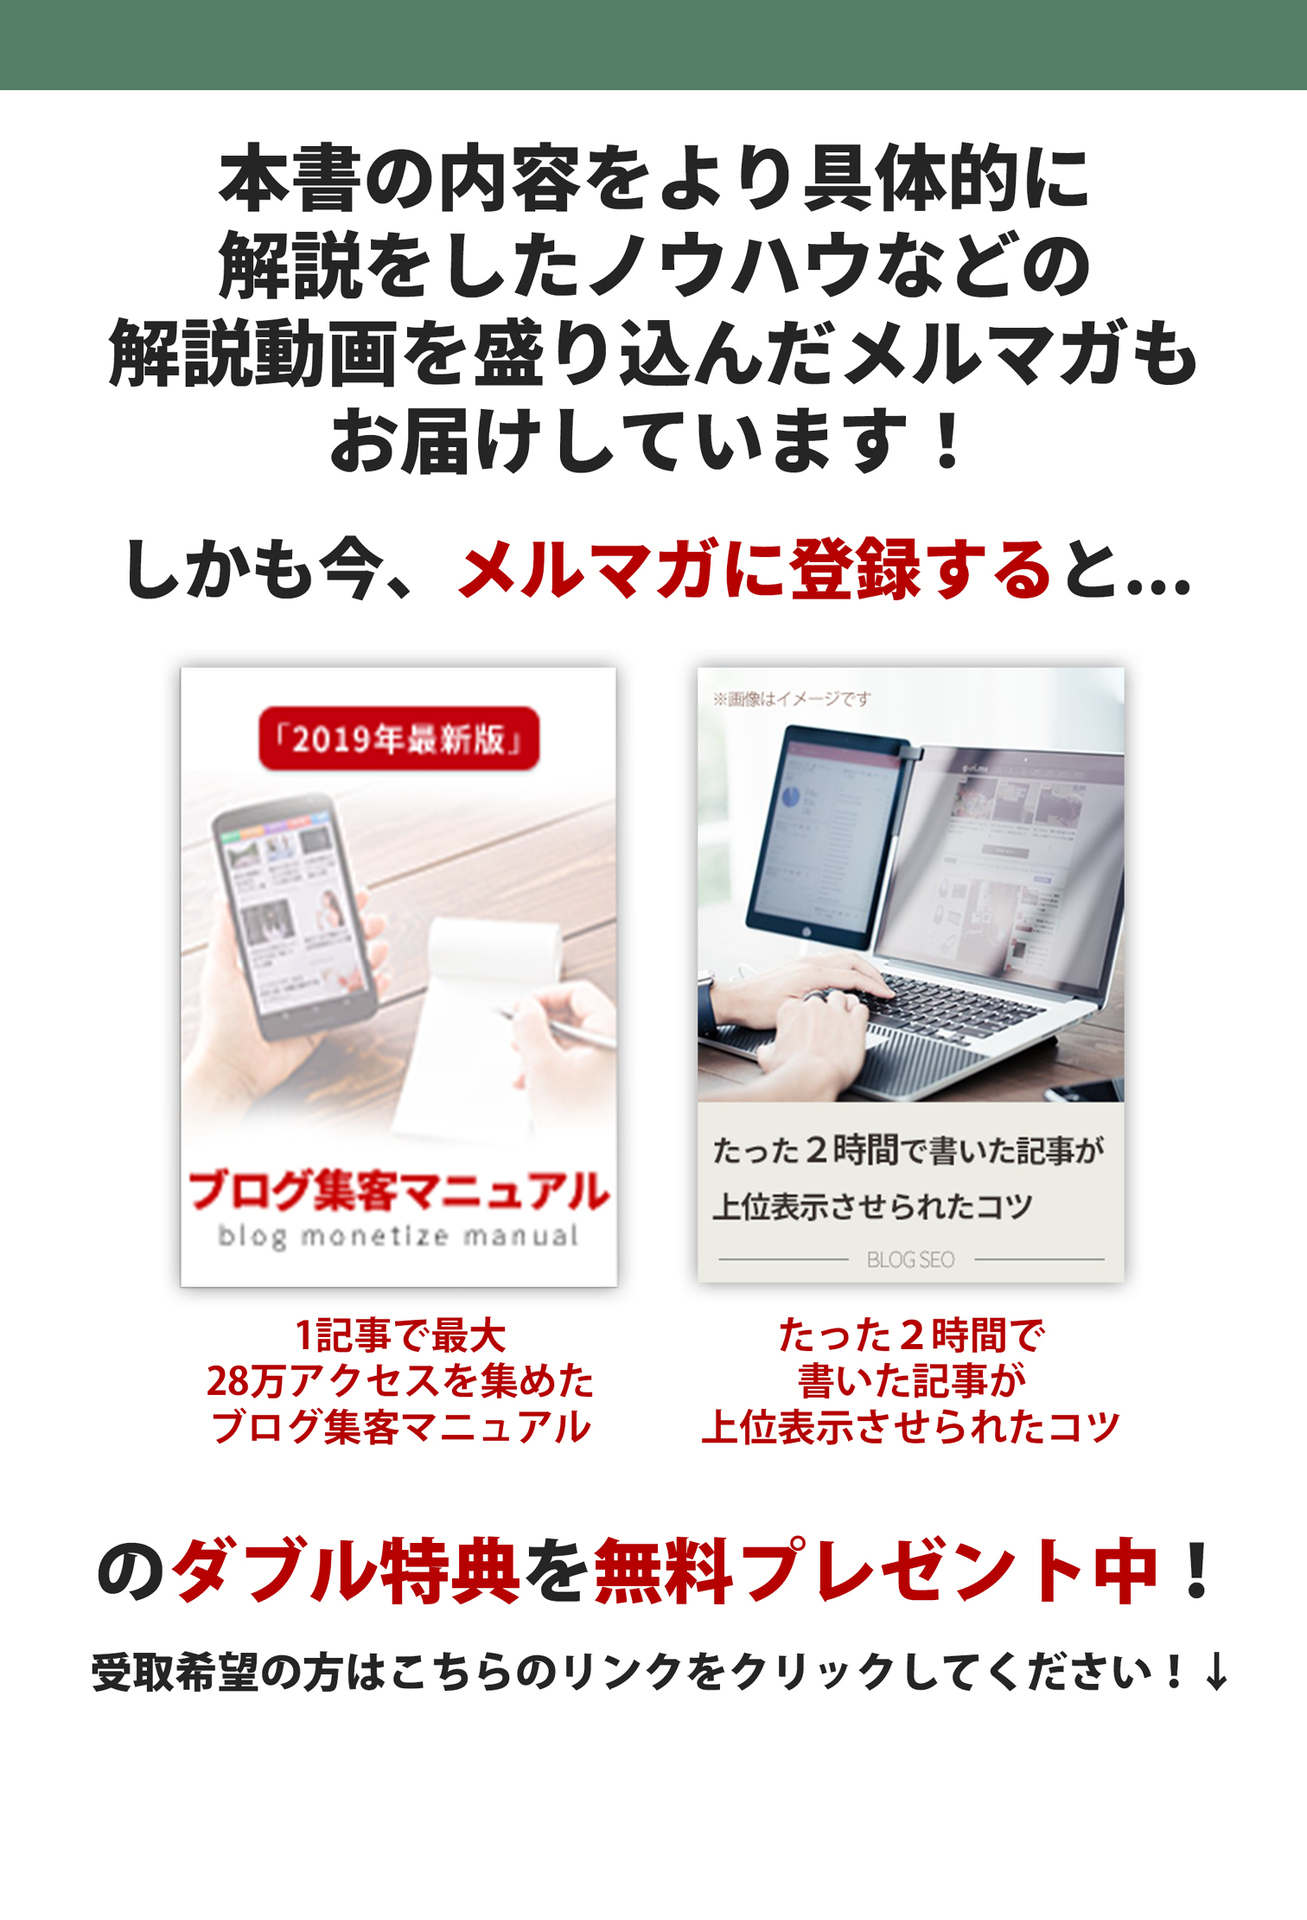 本書の内容をより具体的に
解説をしたノウハウなどの
解説動画を盛り込んだメルマガも
お届けしています！
しかも今、メルマガに登録すると...
「2019年最新版」
ブログ集客マニュアル
blog monetize manual
※画像はイメージです
たった２時間で書いた記事が
上位表示させられたコツ
BLOG SEO
1記事で最大
28万アクセスを集めた
ブログ集客マニュアル
たった２時間で
書いた記事が
上位表示させられたコツ
のダブル特典を無料プレゼント中！
受取希望の方はこちらのリンクをクリックしてください！↓